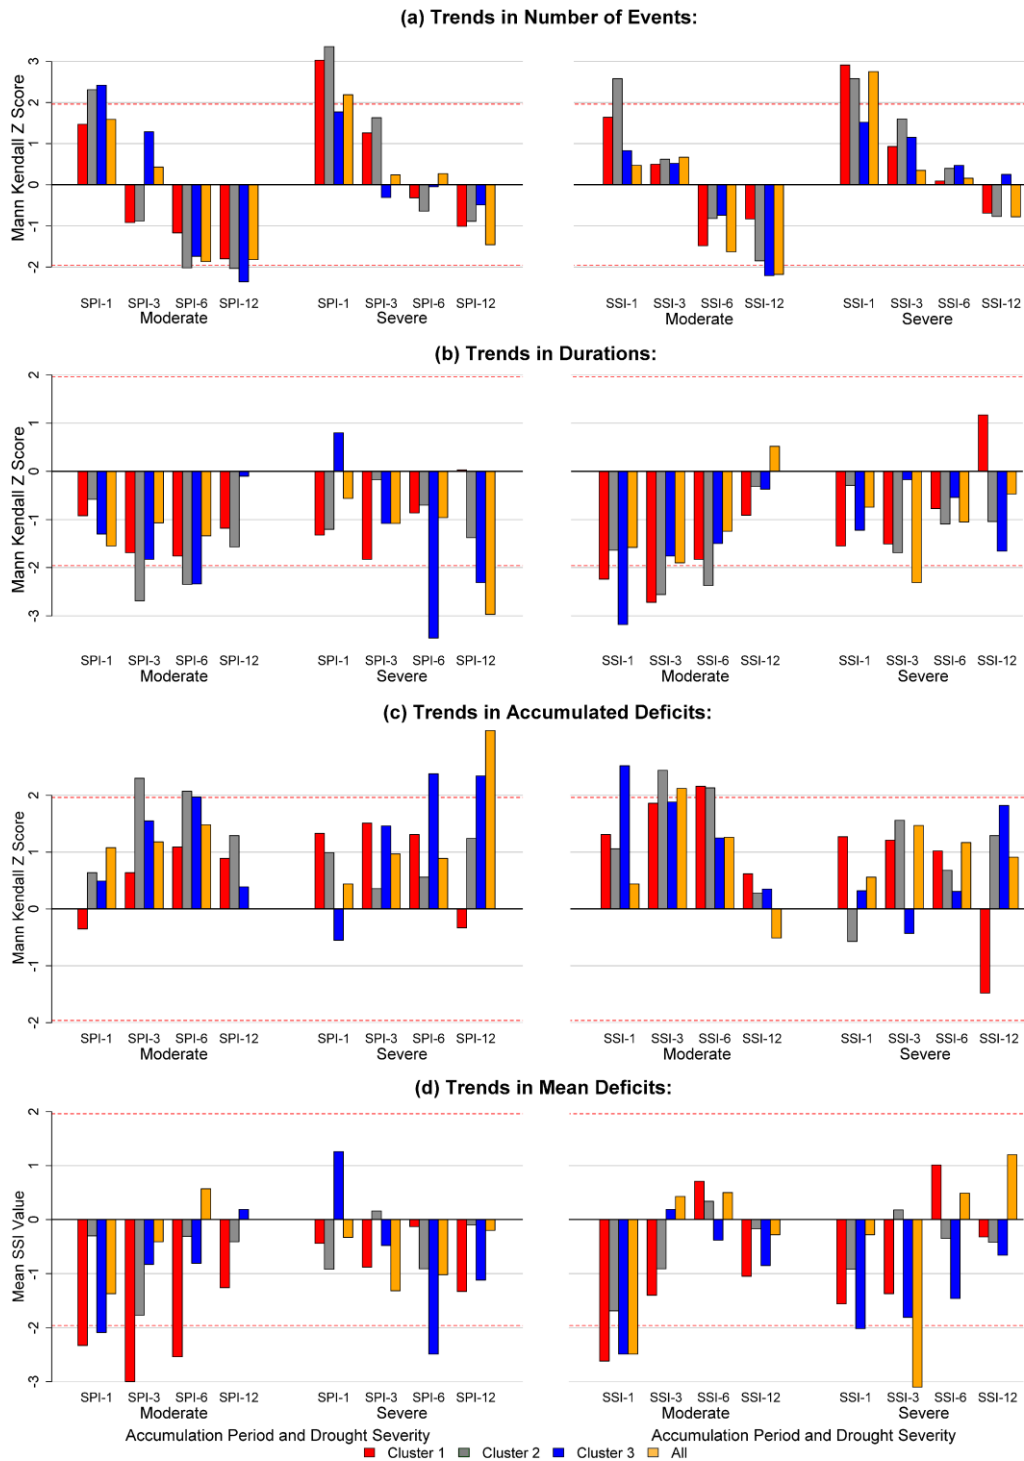 (a) Trends in Number of Events:
Mann Kendall Z Score
3
2
1
0
-1
-2
SPI-1 SPI-3 SPI-6 SPI-12 SPI-1 SPI-3 SPI-6 SPI-12 SSI-1 SSI-3 SSI-6 SSI-12 SSI-1 SSI-3 SSI-6 SSI-12
Moderate Severe Moderate Severe
(b) Trends in Durations:
Mann Kendall Z Score
2
1
0
-1
-2
-3
SPI-1 SPI-3 SPI-6 SPI-12 SPI-1 SPI-3 SPI-6 SPI-12 SSI-1 SSI-3 SSI-6 SSI-12 SSI-1 SSI-3 SSI-6 SSI-12
Moderate Severe Moderate Severe
(c) Trends in Accumulated Deficits:
Mann Kendall Z Score
2
1
0
-1
-2
SPI-1 SPI-3 SPI-6 SPI-12 SPI-1 SPI-3 SPI-6 SPI-12 SSI-1 SSI-3 SSI-6 SSI-12 SSI-1 SSI-3 SSI-6 SSI-12
Moderate Severe Moderate Severe
(d) Trends in Mean Deficits:
Mean SSI Value
2
1
0
-1
-2
-3
SPI-1 SPI-3 SPI-6 SPI-12 SPI-1 SPI-3 SPI-6 SPI-12 SSI-1 SSI-3 SSI-6 SSI-12 SSI-1 SSI-3 SSI-6 SSI-12
Moderate Severe Moderate Severe
Accumulation Period and Drought Severity Accumulation Period and Drought Severity
Cluster 1 Cluster 2 Cluster 3 All